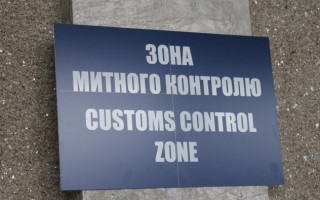 ЗОНА
МИТНОГО КОНТРОЛЮ
CUSTOMS CONTROL
ZONE